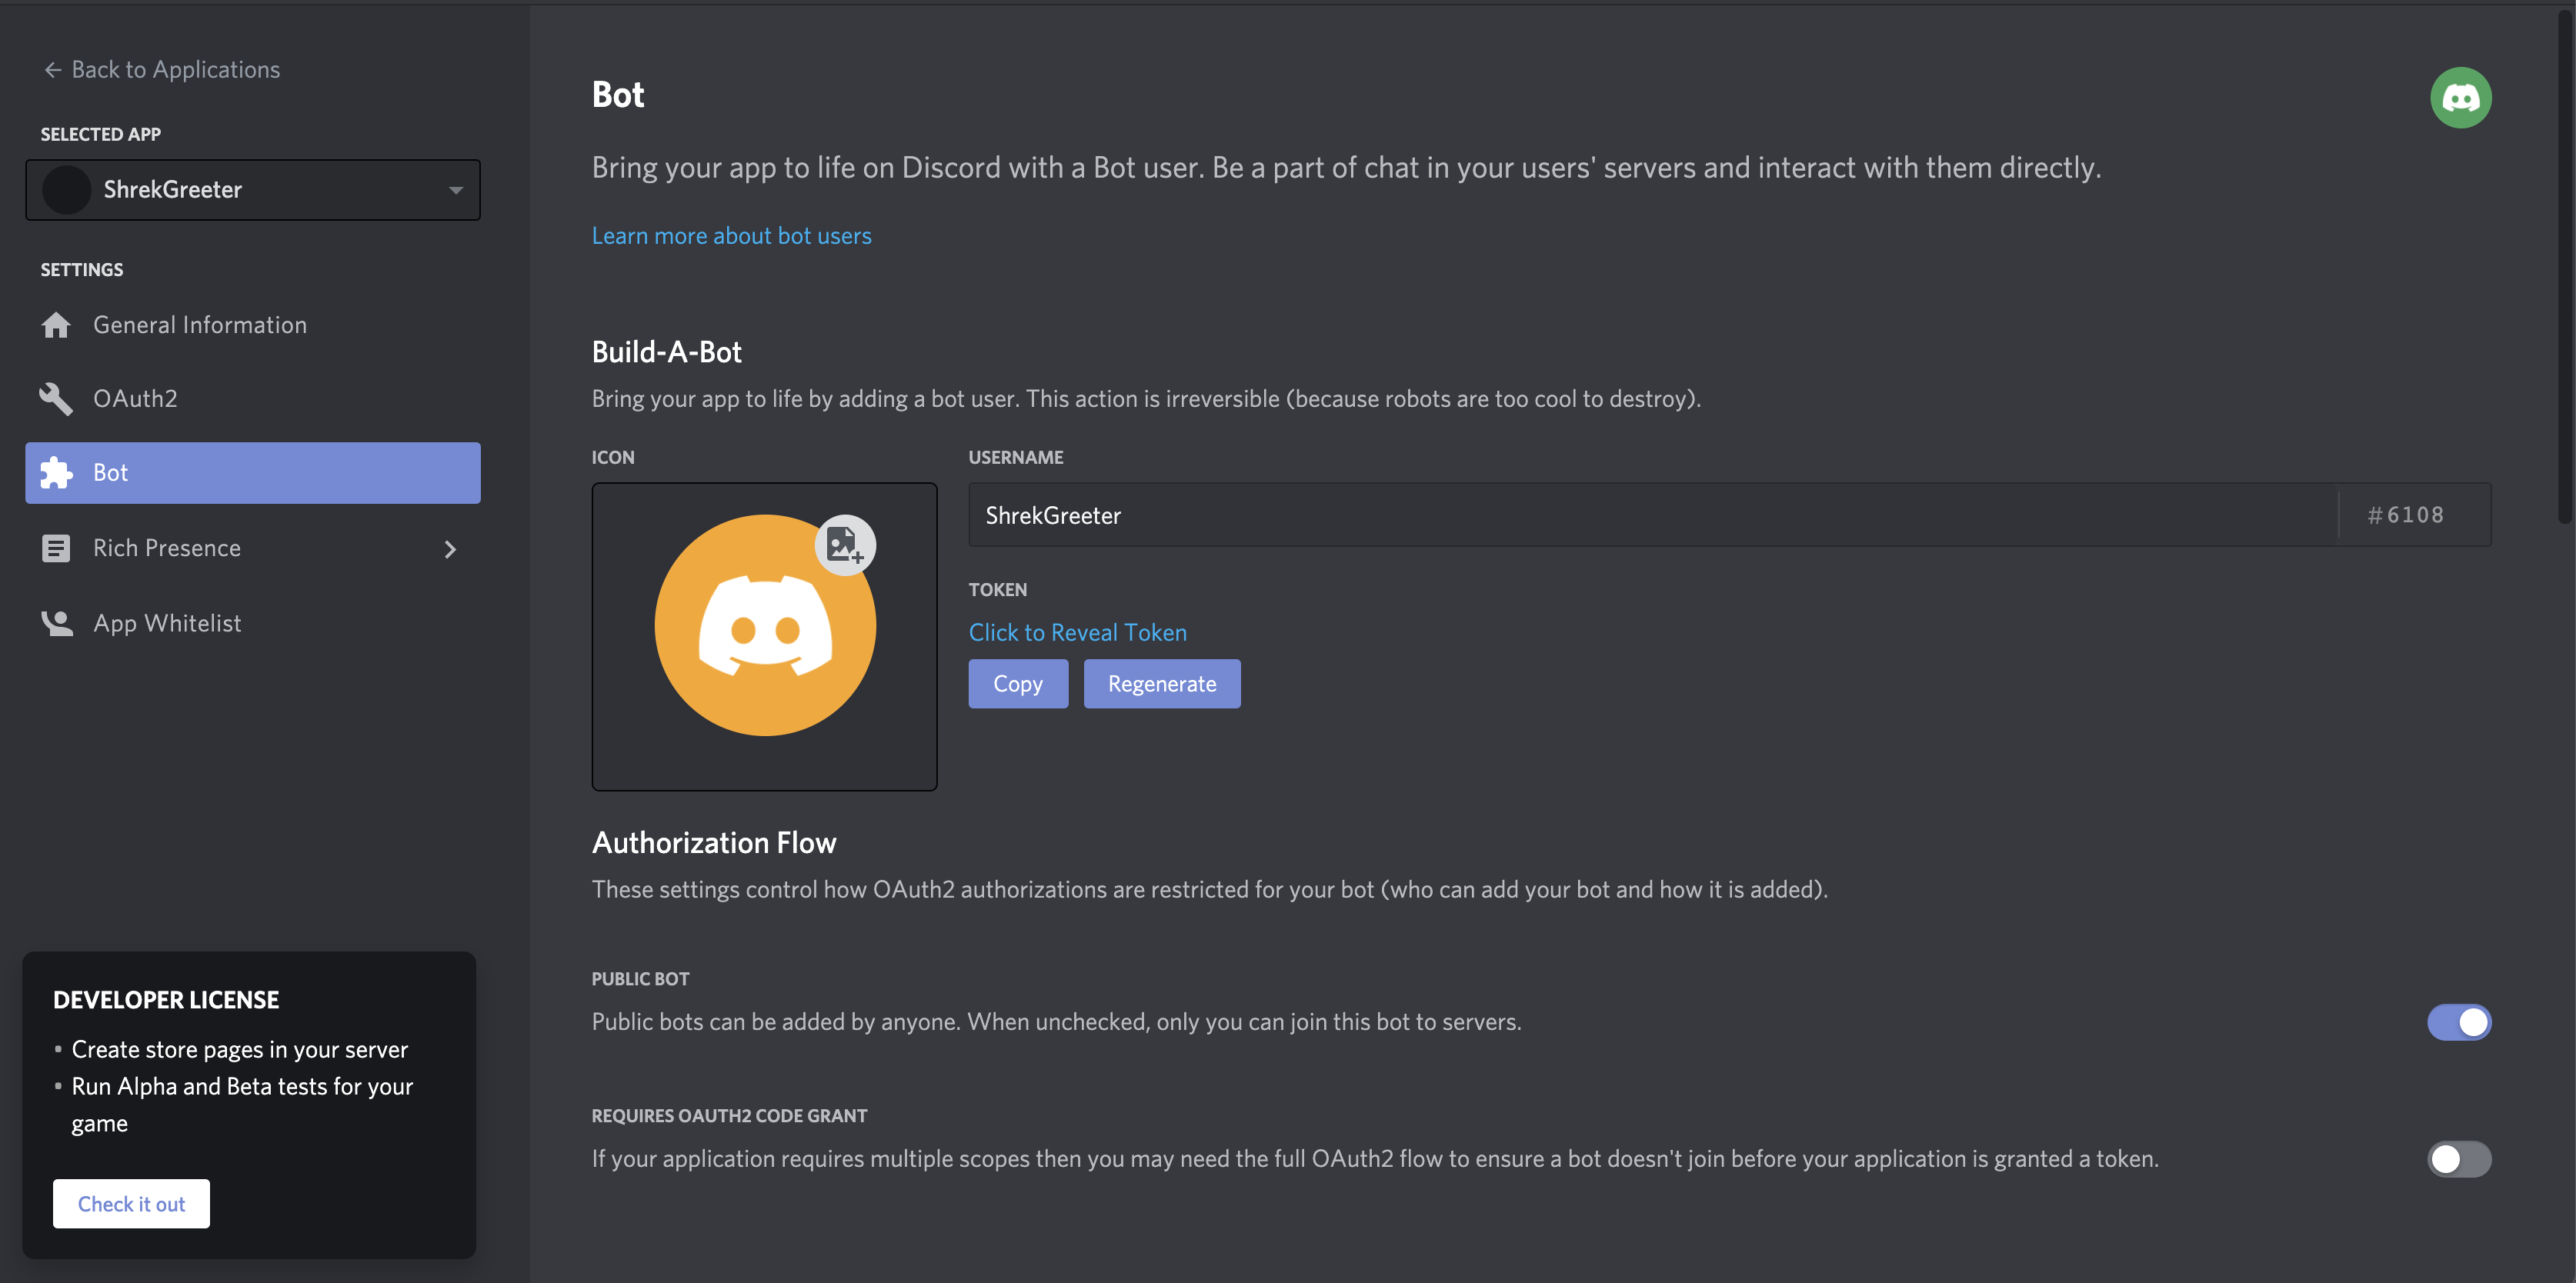 ← Back to Applications
SELECTED APP
ShrekGreeter
SETTINGS
General Information
OAuth2
Bot
Rich Presence
App Whitelist
DEVELOPER LICENSE
• Create store pages in your server
• Run Alpha and Beta tests for your
game
Check it out
Bot
Bring your app to life on Discord with a Bot user. Be a part of chat in your users' servers and interact with them directly.
Learn more about bot users
Build-A-Bot
Bring your app to life by adding a bot user. This action is irreversible (because robots are too cool to destroy).
ICON
USERNAME
ShrekGreeter #6108
TOKEN
Click to Reveal Token
Copy Regenerate
Authorization Flow
These settings control how OAuth2 authorizations are restricted for your bot (who can add your bot and how it is added).
PUBLIC BOT
Public bots can be added by anyone. When unchecked, only you can join this bot to servers.
REQUIRES OAUTH2 CODE GRANT
If your application requires multiple scopes then you may need the full OAuth2 flow to ensure a bot doesn't join before your application is granted a token.